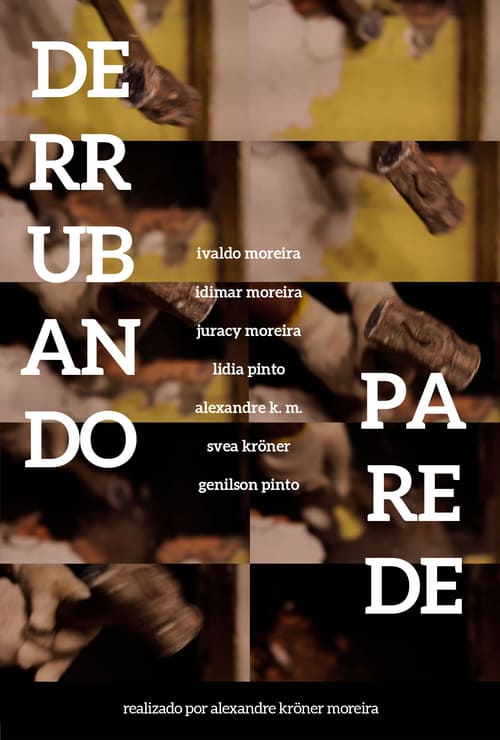 DE
RR
UB
AN
DO
ivaldo moreira
idimar moreira
juracy moreira
lidia pinto
alexandre k. m.
svea kröner
genilson pinto
PA
RE
DE
realizado por alexandre kröner moreira